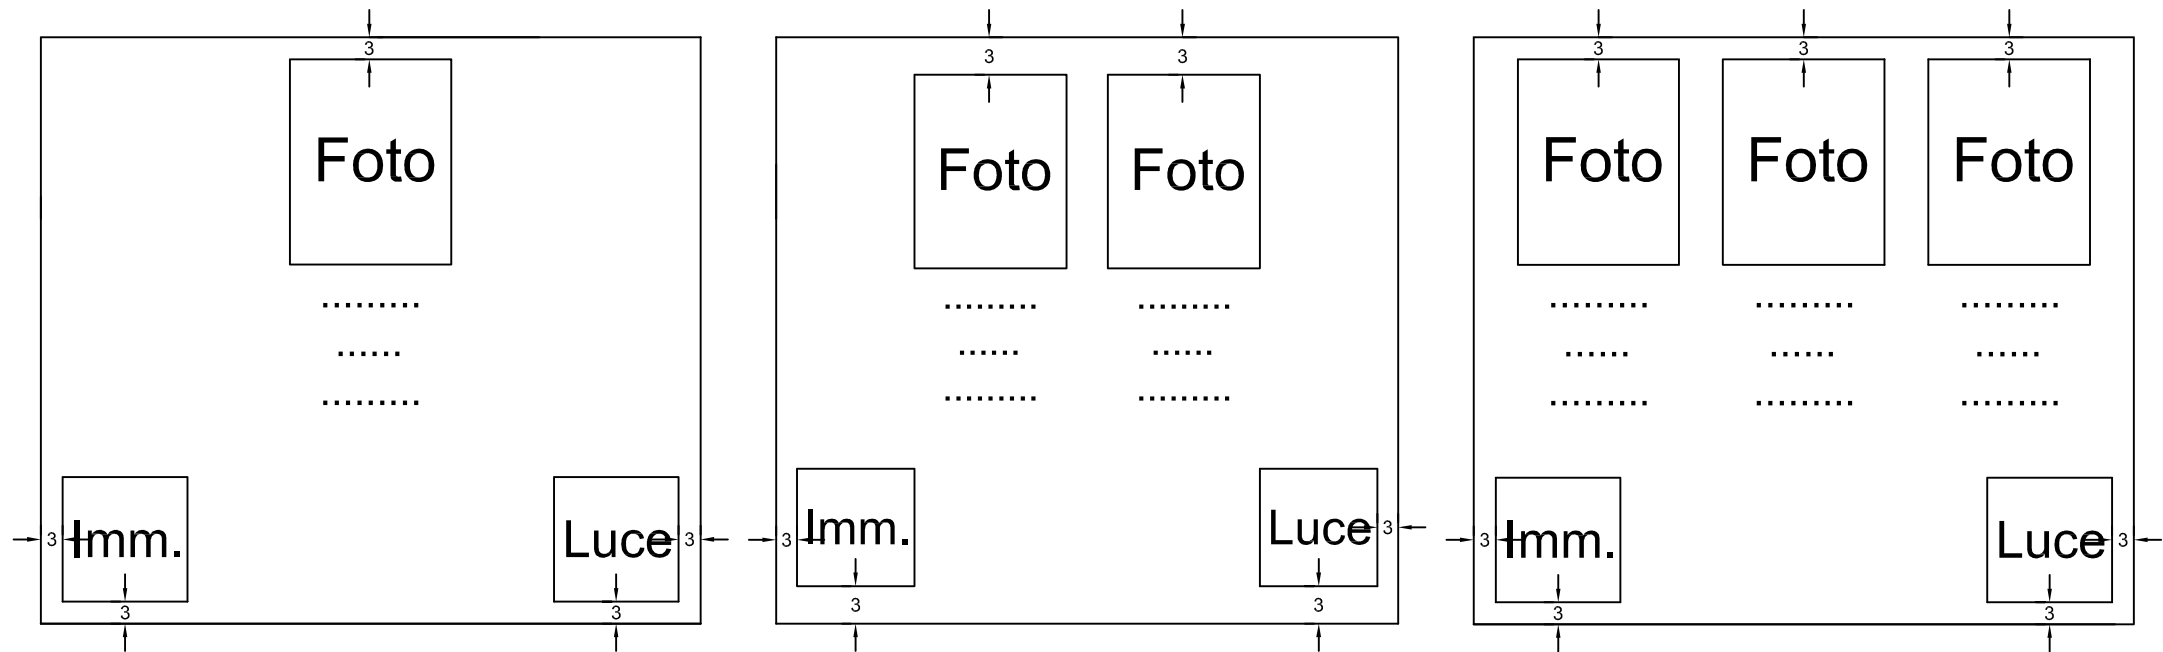 3 3 3 3 3 3
Foto Foto Foto Foto Foto Foto
......... ......... ......... ......... ......... .........
...... ...... ...... ...... ...... ......
......... ......... ......... ......... ......... .........
3 Imm. Luce 3 3 Imm. Luce 3 3 Imm. Luce 3
3 3 3 3 3 3